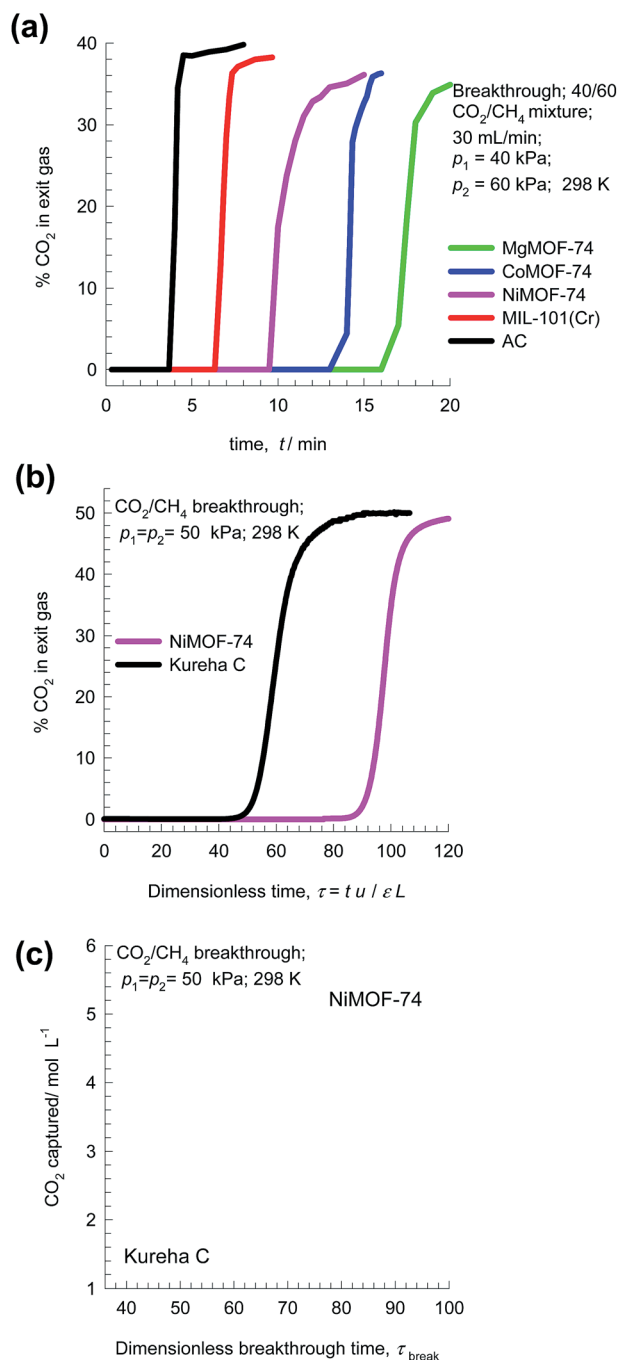 (a)
40
30
20
10
0
% CO₂ in exit gas
Breakthrough; 40/60
CO₂/CH₄ mixture;
30 mL/min;
p₁ = 40 kPa;
p₂ = 60 kPa; 298 K
MgMOF-74
CoMOF-74
NiMOF-74
MIL-101(Cr)
AC
5
10
15
20
time, t / min
(b)
50
40
30
20
10
0
% CO₂ in exit gas
CO₂/CH₄ breakthrough;
p₁=p₂= 50 kPa; 298 K
NiMOF-74
Kureha C
0
20
40
60
80
100
120
Dimensionless time, τ = t u / ε L
(c)
6
5
4
3
2
1
CO₂ captured/ mol L⁻¹
CO₂/CH₄ breakthrough;
p₁=p₂= 50 kPa; 298 K
NiMOF-74
Kureha C
40
50
60
70
80
90
100
Dimensionless breakthrough time, τ break